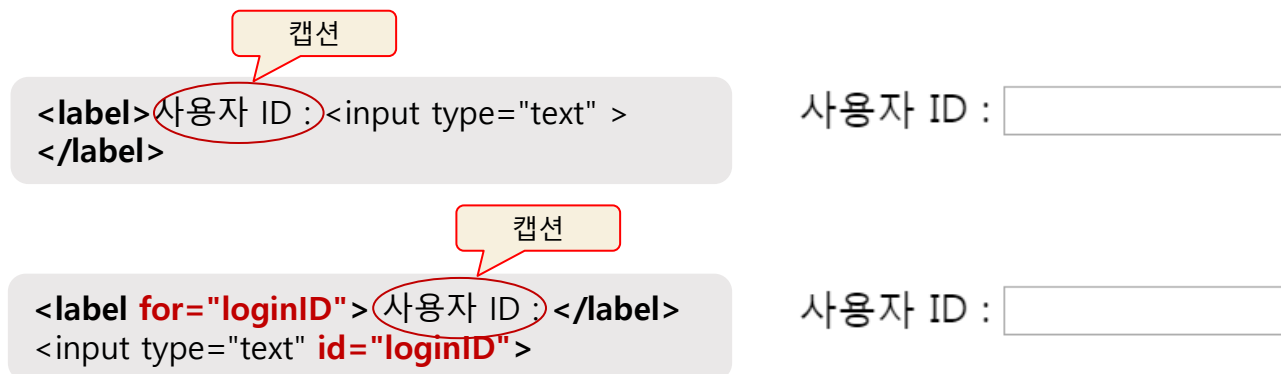 캡션
<label>사용자 ID : <input type="text" >
</label>
사용자 ID :
캡션
<label for="loginID"> 사용자 ID : </label>
<input type="text" id="loginID">
사용자 ID :